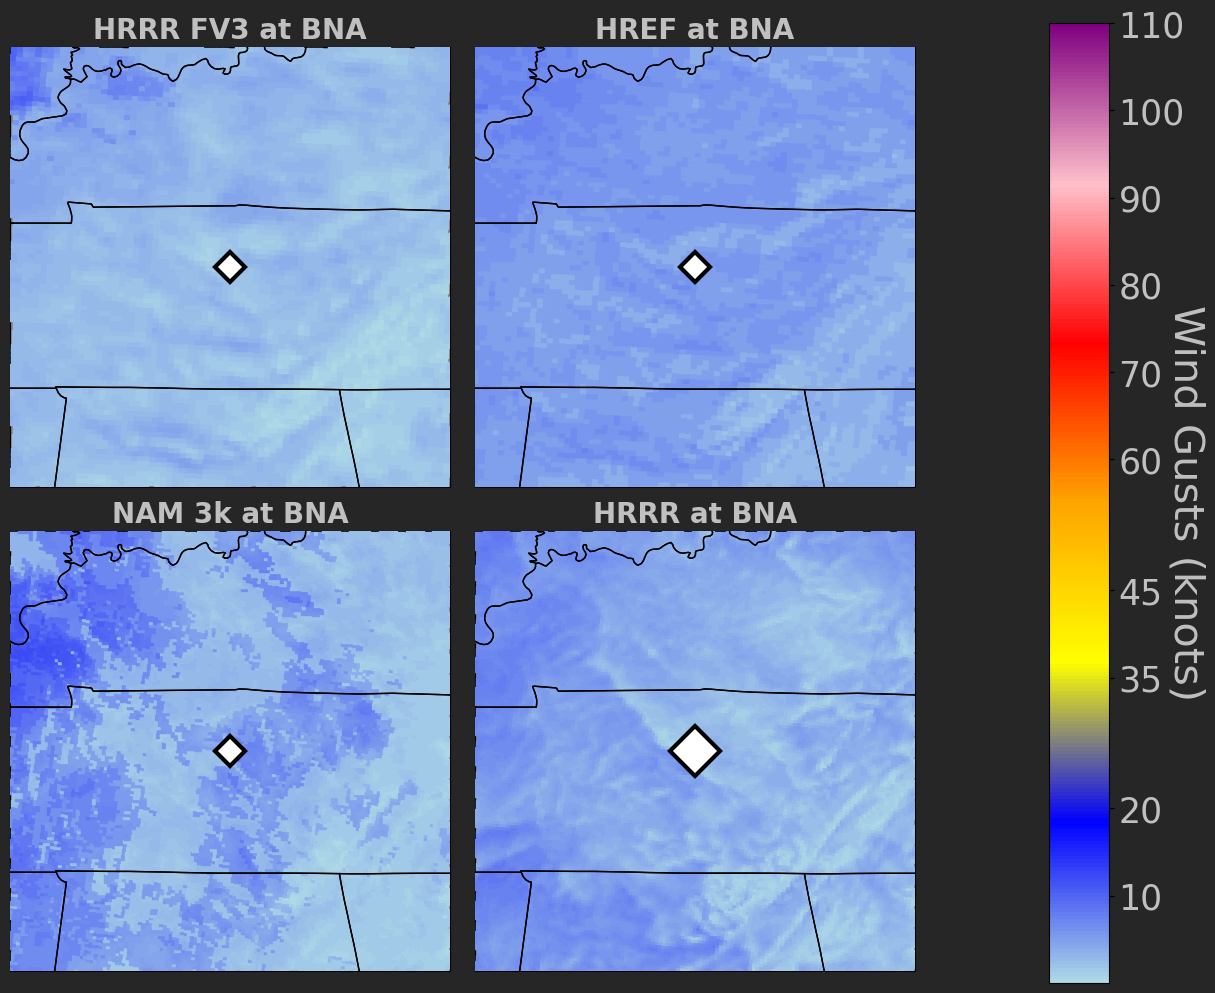 HRRR FV3 at BNA
HREF at BNA
NAM 3k at BNA
HRRR at BNA
110
100
90
80
70
60
45
35
20
10
Wind Gusts (knots)